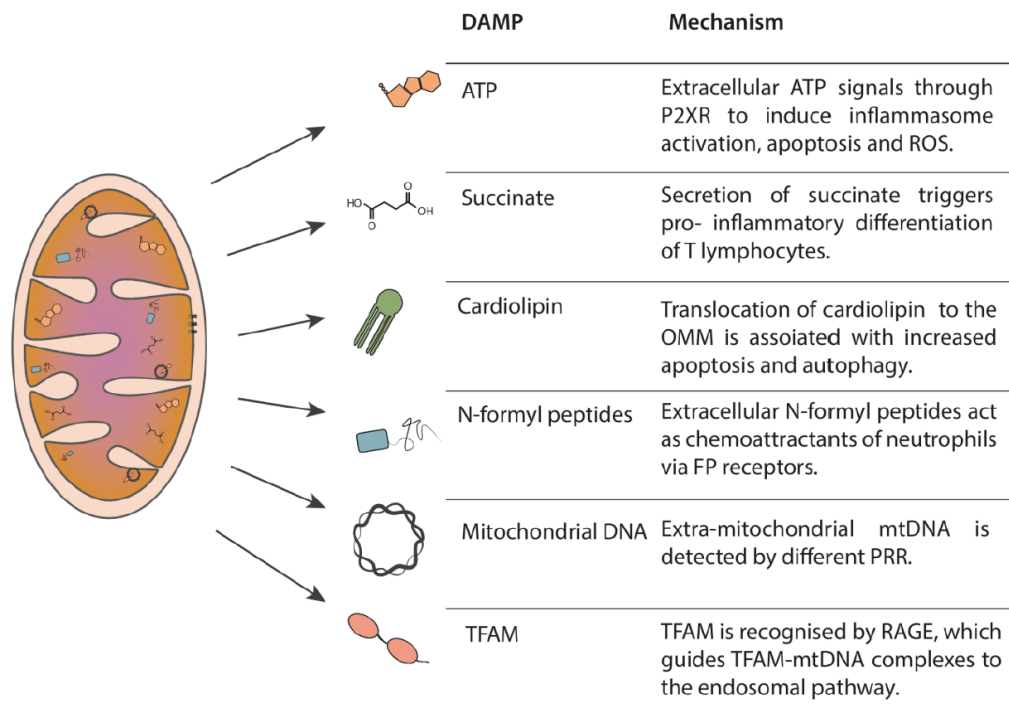 DAMP Mechanism
ATP
Extracellular ATP signals through
P2XR to induce inflammasome
activation, apoptosis and ROS.
HO
O
O
OH
Succinate
Secretion of succinate triggers
pro- inflammatory differentiation
of T lymphocytes.
Cardiolipin
Translocation of cardiolipin to the
OMM is assoiated with increased
apoptosis and autophagy.
N-formyl peptides
Extracellular N-formyl peptides act
as chemoattractants of neutrophils
via FP receptors.
Mitochondrial DNA
Extra-mitochondrial mtDNA is
detected by different PRR.
TFAM
TFAM is recognised by RAGE, which
guides TFAM-mtDNA complexes to
the endosomal pathway.